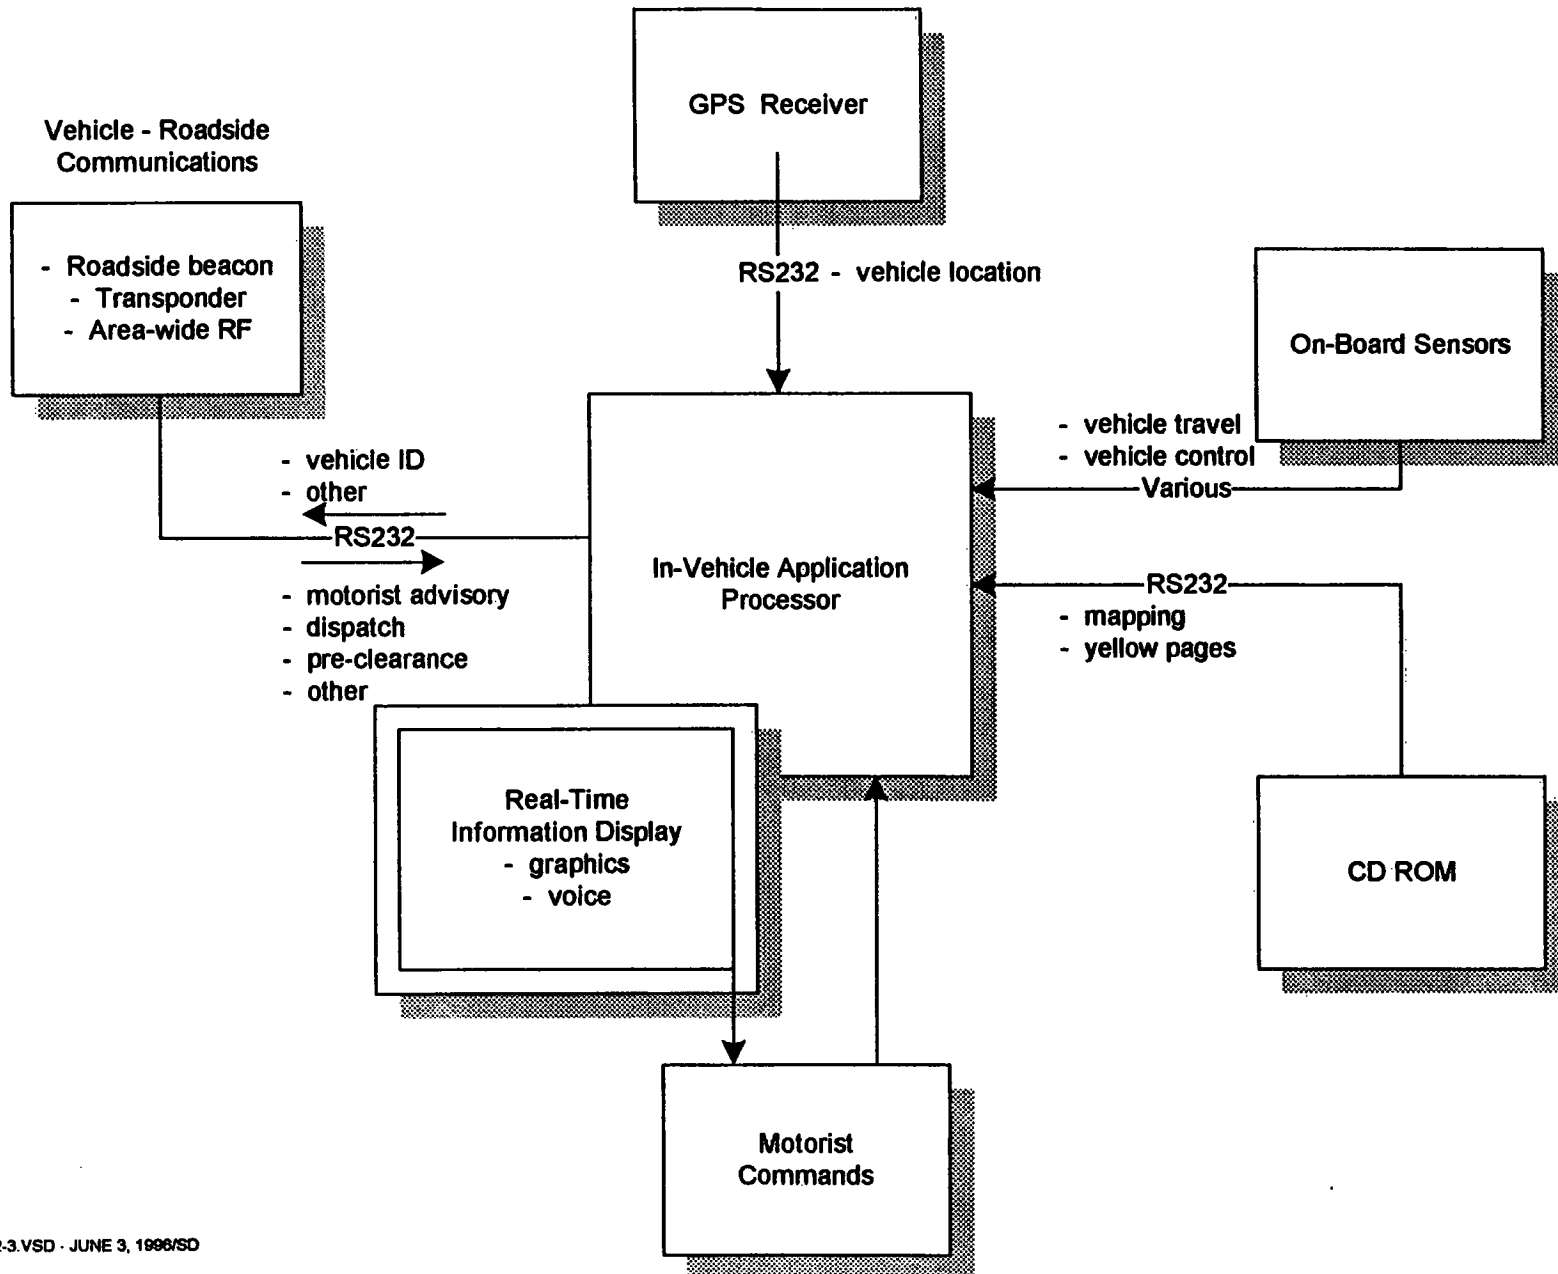 GPS Receiver
Vehicle - Roadside
Communications
- Roadside beacon
- Transponder
- Area-wide RF
RS232 - vehicle location
On-Board Sensors
- vehicle travel
- vehicle control
Various
- vehicle ID
- other
RS232
- motorist advisory
- dispatch
- pre-clearance
- other
In-Vehicle Application
Processor
RS232
- mapping
- yellow pages
Real-Time
Information Display
- graphics
- voice
CD ROM
Motorist
Commands
2-3.VSD - JUNE 3, 1996/SD